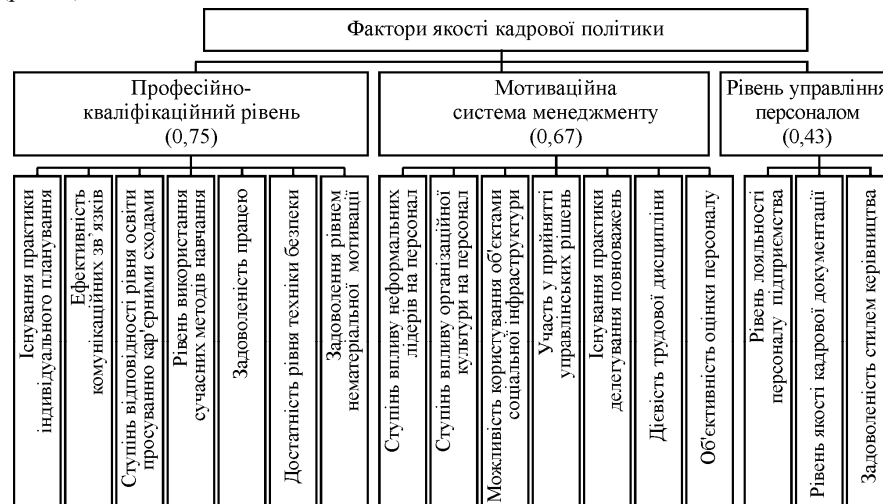 Фактори якості кадрової політики
Професійно-
кваліфікаційний рівень
(0,75)
Мотиваційна
система менеджменту
(0,67)
Рівень управління
персоналом
(0,43)
Існування практики
індивідуального планування
Ефективність
комунікаційних зв᾿язків
Ступінь відповідності рівня освіти
просуванню кар'єрними сходами
Рівень використання
сучасних методів навчання
Задоволеність працею
Достатність рівня техніки безпеки
Задоволення рівнем
нематеріальної мотивації
Ступінь впливу неформальних
лідерів на персонал
Ступінь впливу організаційної
культури на персонал
Можливість користування об'єктами
соціальної інфраструктури
Участь у прийнятті
управлінських рішень
Існування практики
делегування повноважень
Дієвість трудової дисципліни
Об'єктивність оцінки персоналу
Рівень лояльності
персоналу підприємства
Рівень якості кадрової документації
Задоволеність стилем керівництва